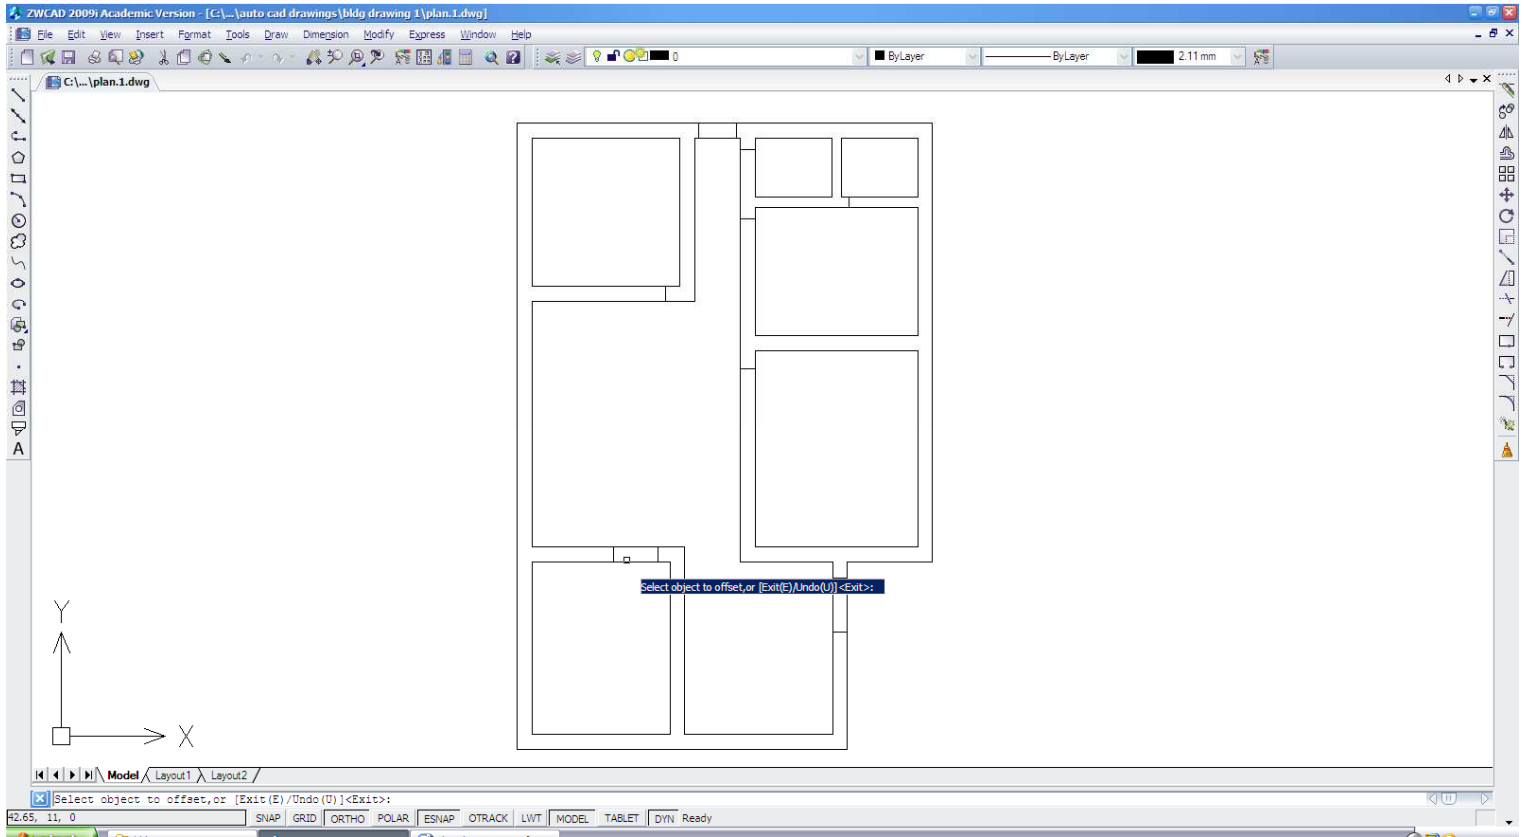 ZWCAD 2009i Academic Version - [C:\...\auto cad drawings\bldg drawing 1\plan.1.dwg]
File Edit View Insert Format Tools Draw Dimension Modify Express Window Help
0 ByLayer ByLayer 2.11 mm
C:\...\plan.1.dwg
A
Select object to offset,or [Exit(E)/Undo(U)]<Exit>:
Y
X
Model Layout1 Layout2
Select object to offset,or [Exit(E)/Undo(U)]<Exit>:
42.65, 11, 0 SNAP GRID ORTHO POLAR ESNAP OTRACK LWT MODEL TABLET DYN Ready